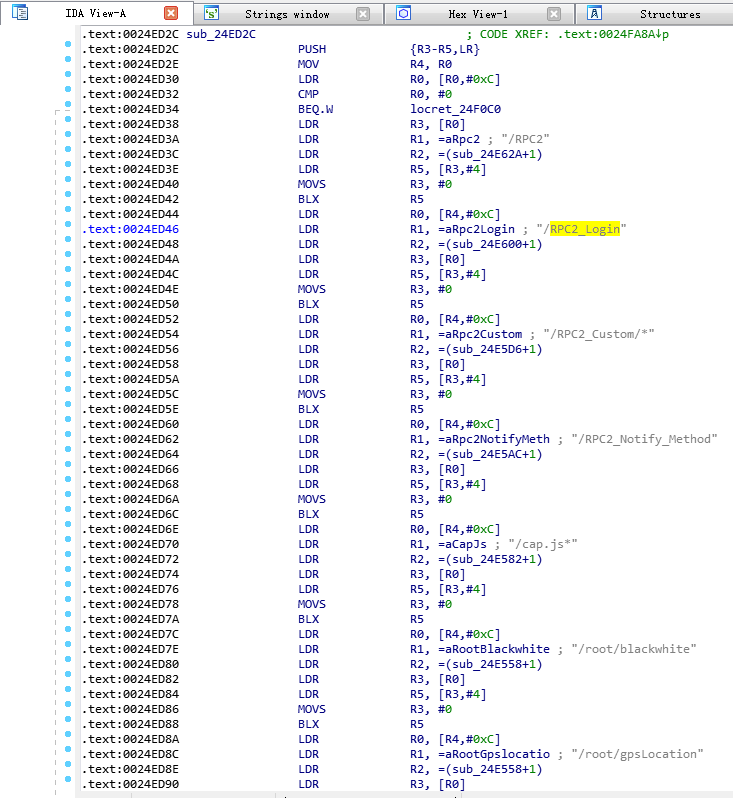 IDA View-A Strings window Hex View-1 Structures
.text:0024ED2C sub_24ED2C ; CODE XREF: .text:0024FA8A↓p
.text:0024ED2C PUSH {R3-R5,LR}
.text:0024ED2E MOV R4, R0
.text:0024ED30 LDR R0, [R0,#0xC]
.text:0024ED32 CMP R0, #0
.text:0024ED34 BEQ.W locret_24F0C0
.text:0024ED38 LDR R3, [R0]
.text:0024ED3A LDR R1, =aRpc2 ; "/RPC2"
.text:0024ED3C LDR R2, =(sub_24E62A+1)
.text:0024ED3E LDR R5, [R3,#4]
.text:0024ED40 MOVS R3, #0
.text:0024ED42 BLX R5
.text:0024ED44 LDR R0, [R4,#0xC]
.text:0024ED46 LDR R1, =aRpc2Login ; "/RPC2_Login"
.text:0024ED48 LDR R2, =(sub_24E600+1)
.text:0024ED4A LDR R3, [R0]
.text:0024ED4C LDR R5, [R3,#4]
.text:0024ED4E MOVS R3, #0
.text:0024ED50 BLX R5
.text:0024ED52 LDR R0, [R4,#0xC]
.text:0024ED54 LDR R1, =aRpc2Custom ; "/RPC2_Custom/*"
.text:0024ED56 LDR R2, =(sub_24E5D6+1)
.text:0024ED58 LDR R3, [R0]
.text:0024ED5A LDR R5, [R3,#4]
.text:0024ED5C MOVS R3, #0
.text:0024ED5E BLX R5
.text:0024ED60 LDR R0, [R4,#0xC]
.text:0024ED62 LDR R1, =aRpc2NotifyMeth ; "/RPC2_Notify_Method"
.text:0024ED64 LDR R2, =(sub_24E5AC+1)
.text:0024ED66 LDR R3, [R0]
.text:0024ED68 LDR R5, [R3,#4]
.text:0024ED6A MOVS R3, #0
.text:0024ED6C BLX R5
.text:0024ED6E LDR R0, [R4,#0xC]
.text:0024ED70 LDR R1, =aCapJs ; "/cap.js*"
.text:0024ED72 LDR R2, =(sub_24E582+1)
.text:0024ED74 LDR R3, [R0]
.text:0024ED76 LDR R5, [R3,#4]
.text:0024ED78 MOVS R3, #0
.text:0024ED7A BLX R5
.text:0024ED7C LDR R0, [R4,#0xC]
.text:0024ED7E LDR R1, =aRootBlackwhite ; "/root/blackwhite"
.text:0024ED80 LDR R2, =(sub_24E558+1)
.text:0024ED82 LDR R3, [R0]
.text:0024ED84 LDR R5, [R3,#4]
.text:0024ED86 MOVS R3, #0
.text:0024ED88 BLX R5
.text:0024ED8A LDR R0, [R4,#0xC]
.text:0024ED8C LDR R1, =aRootGpslocatio ; "/root/gpsLocation"
.text:0024ED8E LDR R2, =(sub_24E558+1)
.text:0024ED90 LDR R3, [R0]